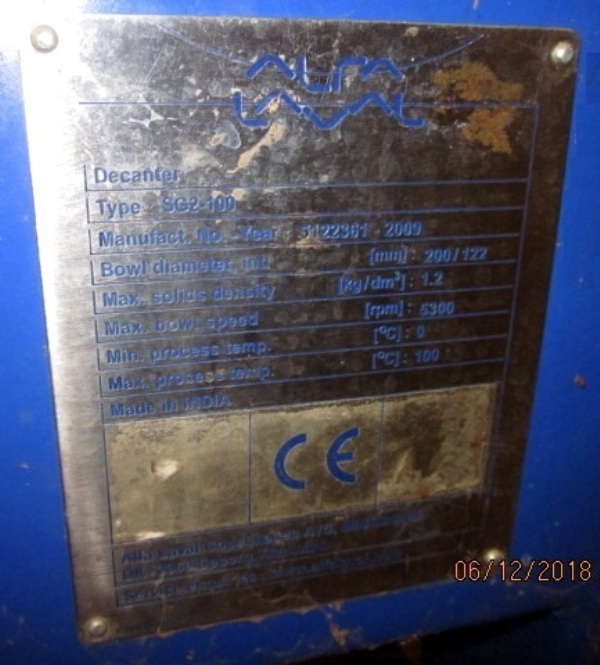 ALFA
LAVAL
Decanter
Type : SG2-100
Manufact. No. - Year : 5122361 - 2009
Bowl diameter, int. [mm] : 200/122
Max. solids density [kg/dm³] : 1.2
Max. bowl speed [rpm] : 5300
Min. process temp. [°C] : 0
Max. process temp. [°C] : 100
Made in INDIA
CE
Alfa Laval
06/12/2018